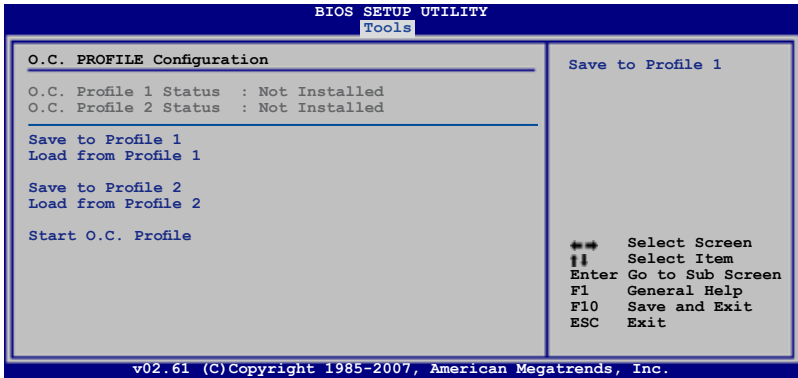 BIOS SETUP UTILITY
Tools
O.C. PROFILE Configuration
O.C. Profile 1 Status : Not Installed
O.C. Profile 2 Status : Not Installed
Save to Profile 1
Load from Profile 1
Save to Profile 2
Load from Profile 2
Start O.C. Profile
Save to Profile 1
←→ Select Screen
↑↓ Select Item
Enter Go to Sub Screen
F1 General Help
F10 Save and Exit
ESC Exit
v02.61 (C)Copyright 1985-2007, American Megatrends, Inc.